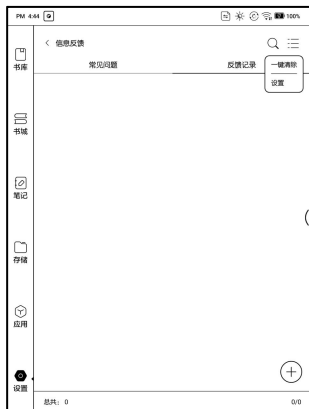 PM 4:44 100%
信息反馈
常见问题 反馈记录
一键清除
设置
书库
书城
笔记
存储
应用
设置
总共：0 0/0